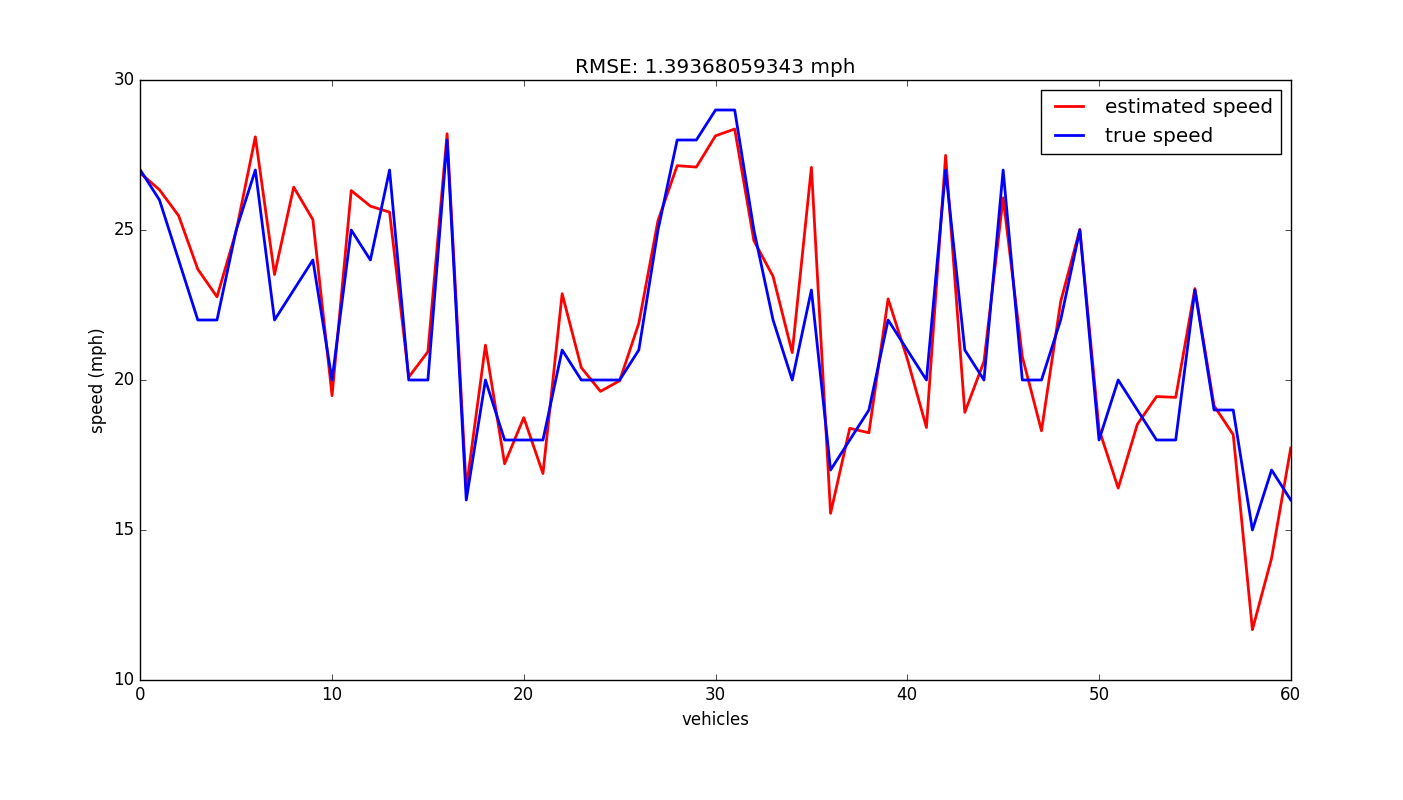 RMSE: 1.39368059343 mph
30
25
20
15
10
speed (mph)
estimated speed
true speed
0 10 20 30 40 50 60
vehicles